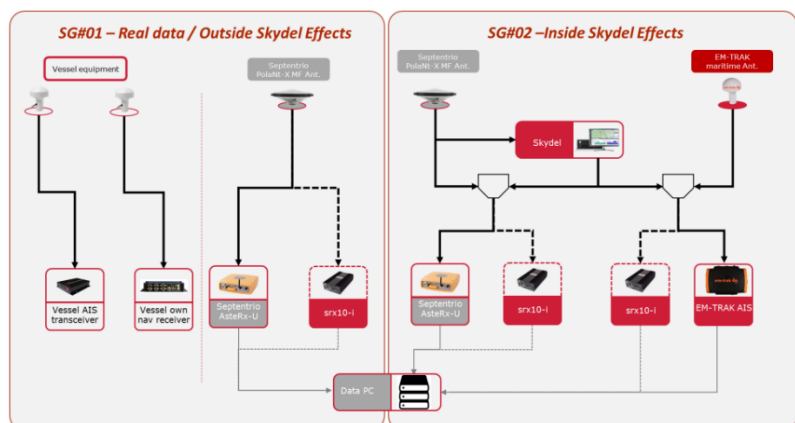 SG#01 – Real data / Outside Skydel Effects
Vessel equipment
Septentrio
PolaNt-X MF Ant.
Vessel AIS
transceiver
Vessel own
nav receiver
Septentrio
AsteRx-U
srx10-i
SG#02 –Inside Skydel Effects
Septentrio
PolaNt-X MF Ant.
EM-TRAK
maritime Ant.
Skydel
Septentrio
AsteRx-U
srx10-i
srx10-i
EM-TRAK AIS
Data PC